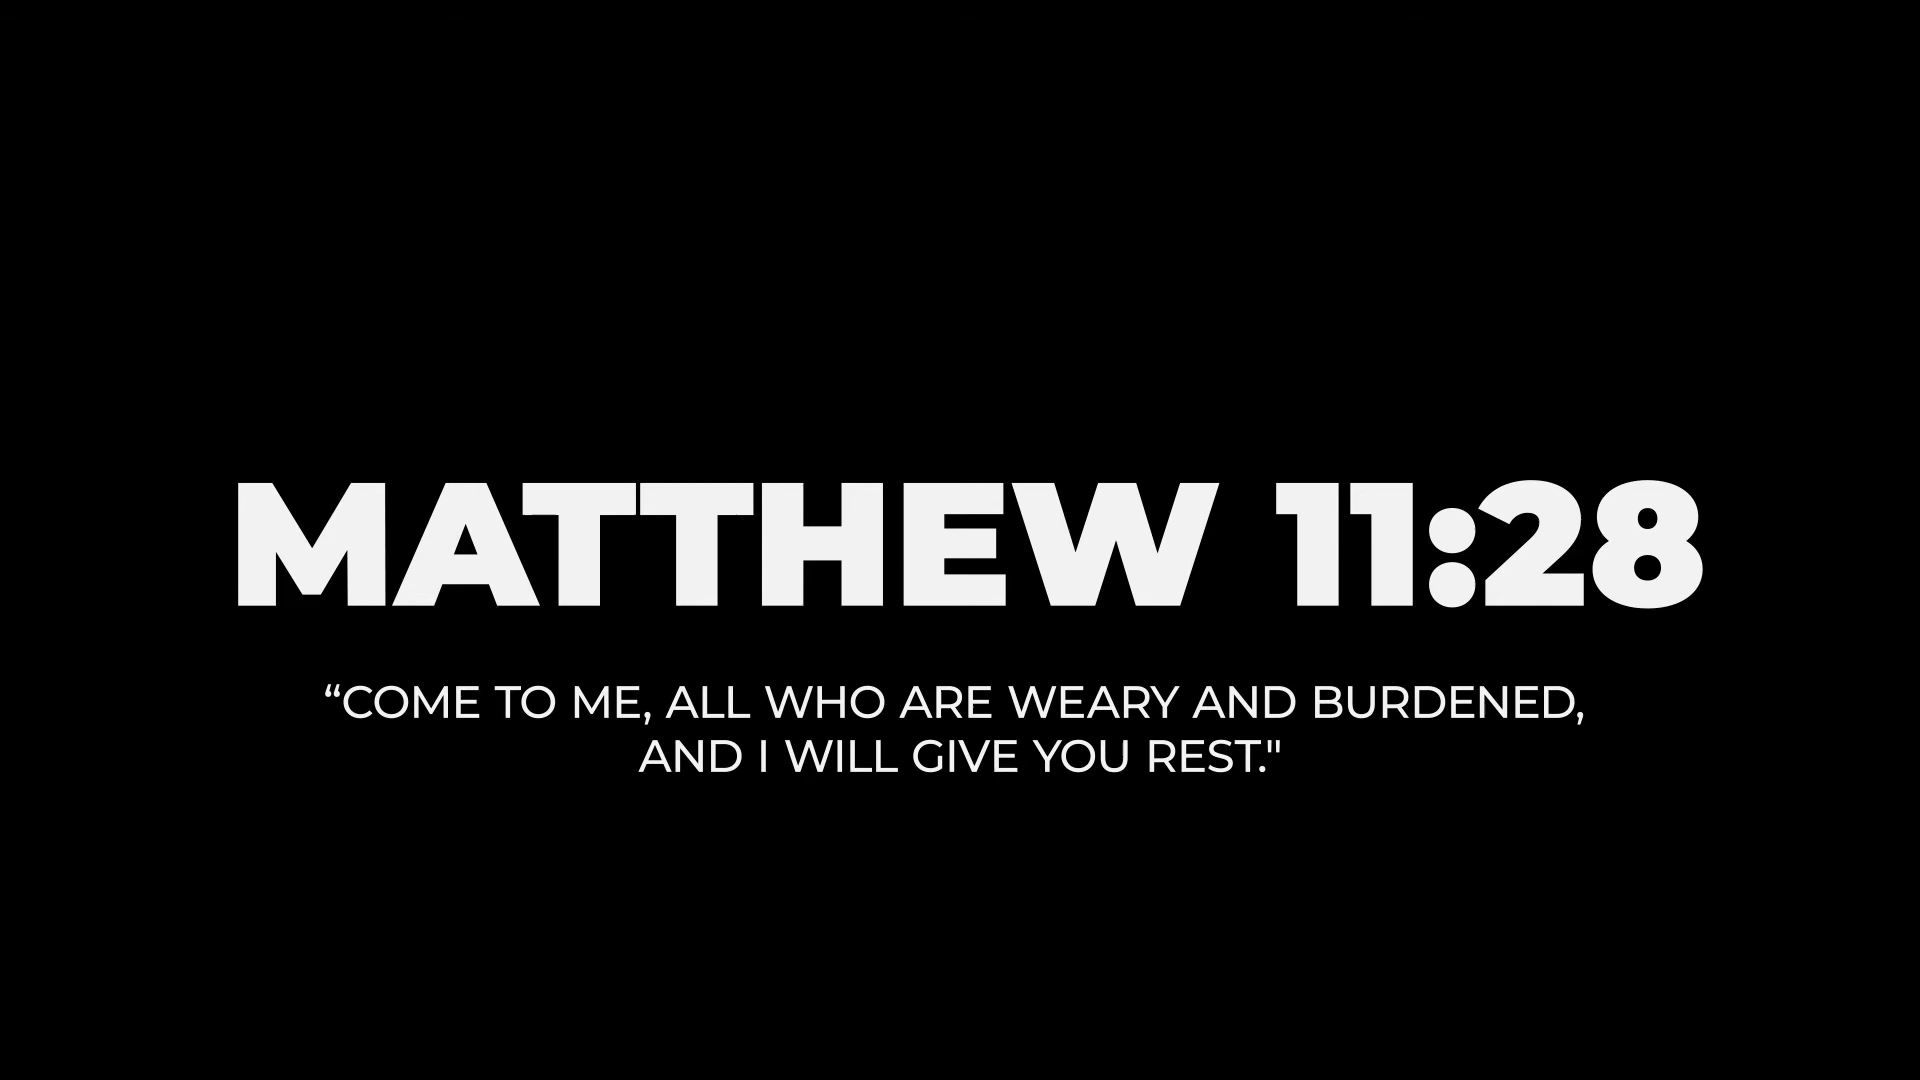 MATTHEW 11:28
“COME TO ME, ALL WHO ARE WEARY AND BURDENED,
AND I WILL GIVE YOU REST."